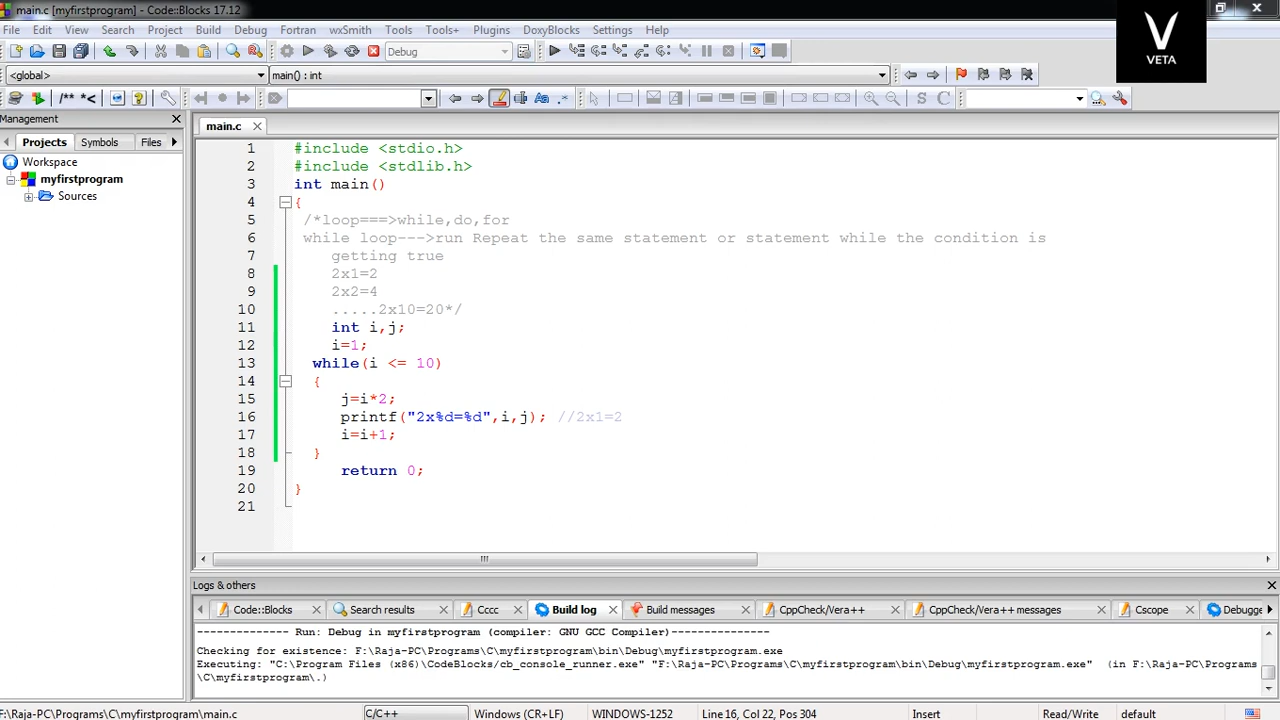 main.c [myfirstprogram] - Code::Blocks 17.12
VETA
File Edit View Search Project Build Debug Fortran wxSmith Tools Tools+ Plugins DoxyBlocks Settings Help
Debug
<global> main() : int
/** *<
Aa .* S C
Management
main.c
Projects Symbols Files
Workspace
myfirstprogram
Sources
1 #include <stdio.h>
2 #include <stdlib.h>
3 int main()
4 {
5 /*loop===>while,do,for
6 while loop--->run Repeat the same statement or statement while the condition is
7 getting true
8 2x1=2
9 2x2=4
10 .....2x10=20*/
11 int i,j;
12 i=1;
13 while(i <= 10)
14 {
15 j=i*2;
16 printf("2x%d=%d",i,j); //2x1=2
17 i=i+1;
18 }
19 return 0;
20 }
21
Logs & others
Code::Blocks Search results Cccc Build log Build messages CppCheck/Vera++ CppCheck/Vera++ messages Cscope Debugge
-------------- Run: Debug in myfirstprogram (compiler: GNU GCC Compiler)---------------
Checking for existence: F:\Raja-PC\Programs\C\myfirstprogram\bin\Debug\myfirstprogram.exe
Executing: "C:\Program Files (x86)\CodeBlocks/cb_console_runner.exe" "F:\Raja-PC\Programs\C\myfirstprogram\bin\Debug\myfirstprogram.exe" (in F:\Raja-PC\Programs
\C\myfirstprogram\.)
F:\Raja-PC\Programs\C\myfirstprogram\main.c C/C++ Windows (CR+LF) WINDOWS-1252 Line 16, Col 22, Pos 304 Insert Read/Write default